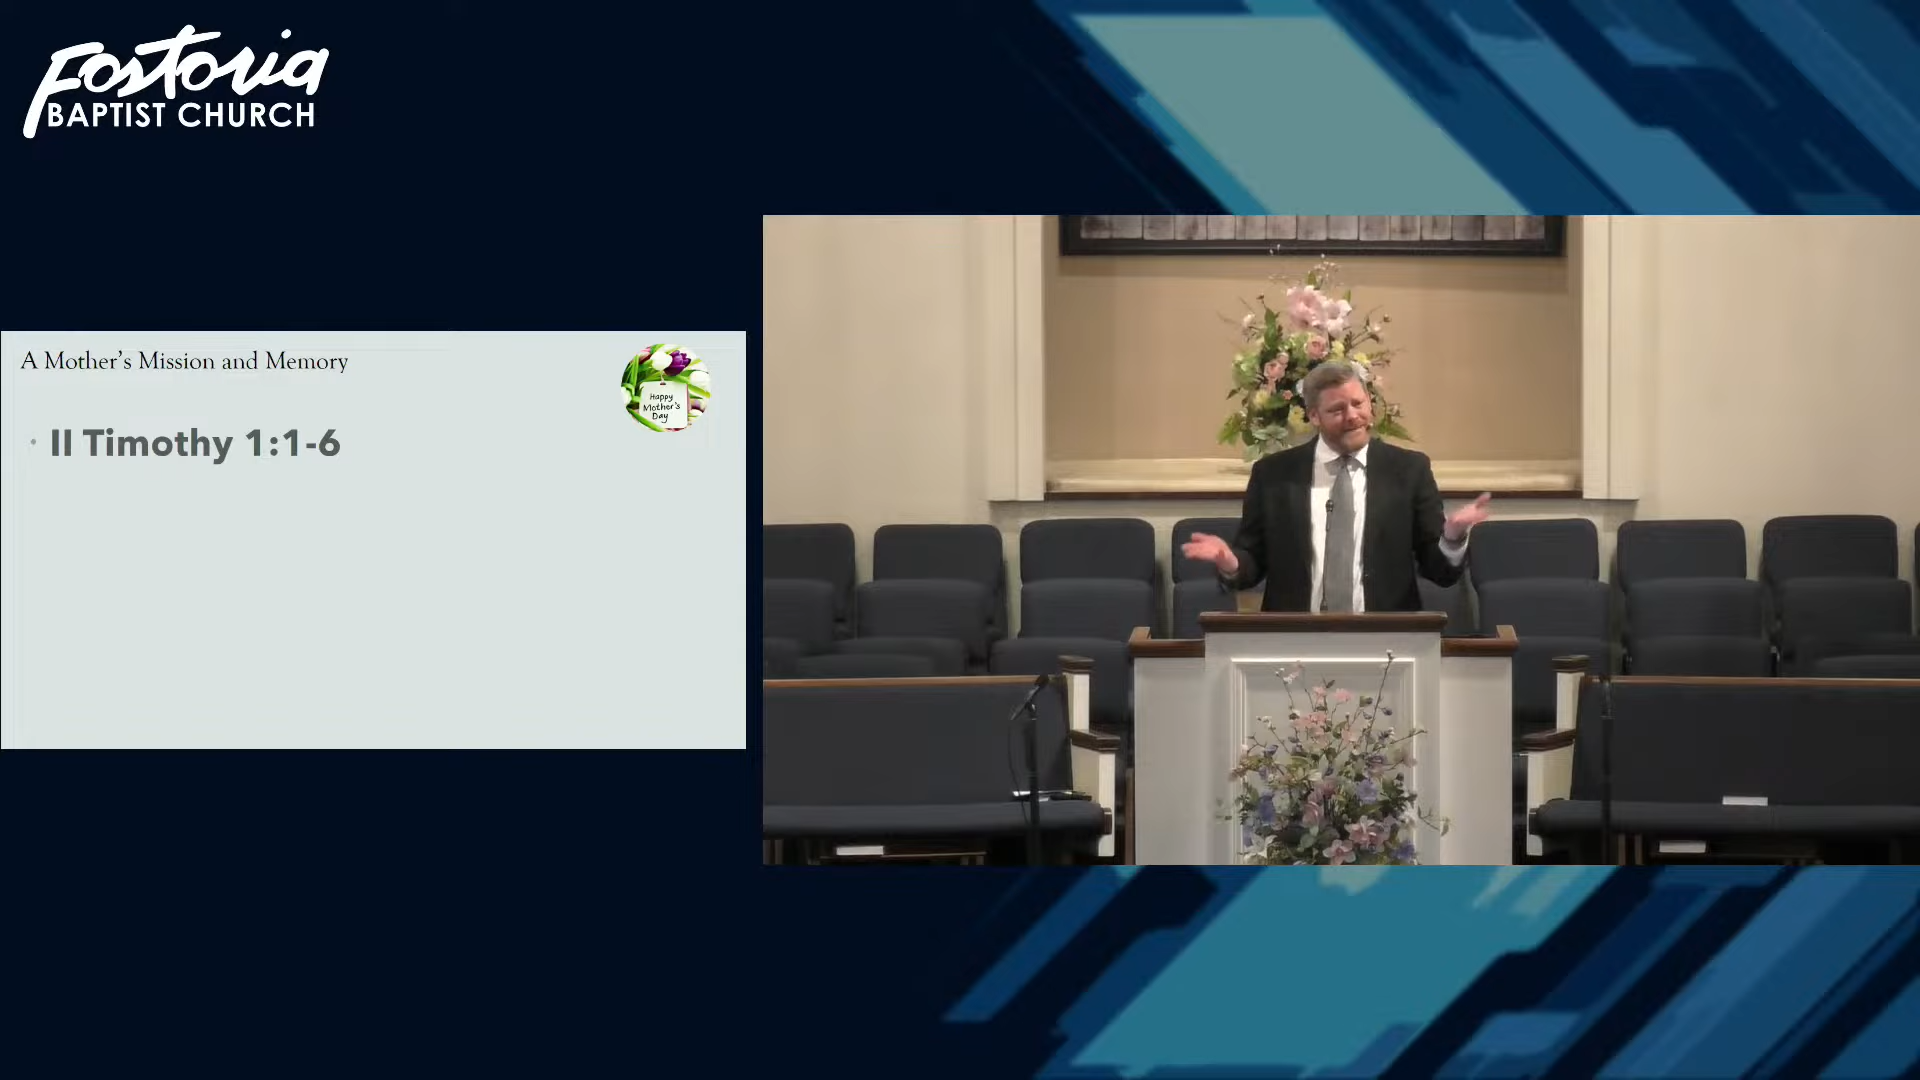 Fostoria
BAPTIST CHURCH
A Mother's Mission and Memory
Happy
Mother's
Day
• II Timothy 1:1-6